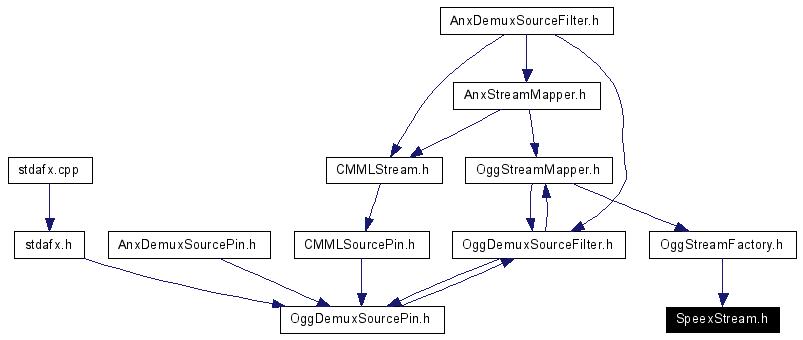 AnxDemuxSourceFilter.h
AnxStreamMapper.h
stdafx.cpp
CMMLStream.h
OggStreamMapper.h
stdafx.h
AnxDemuxSourcePin.h
CMMLSourcePin.h
OggDemuxSourceFilter.h
OggStreamFactory.h
OggDemuxSourcePin.h
SpeexStream.h